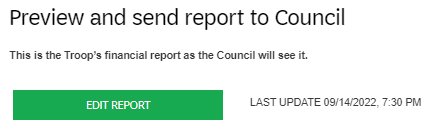 Preview and send report to Council
This is the Troop's financial report as the Council will see it.
EDIT REPORT LAST UPDATE 09/14/2022, 7:30 PM